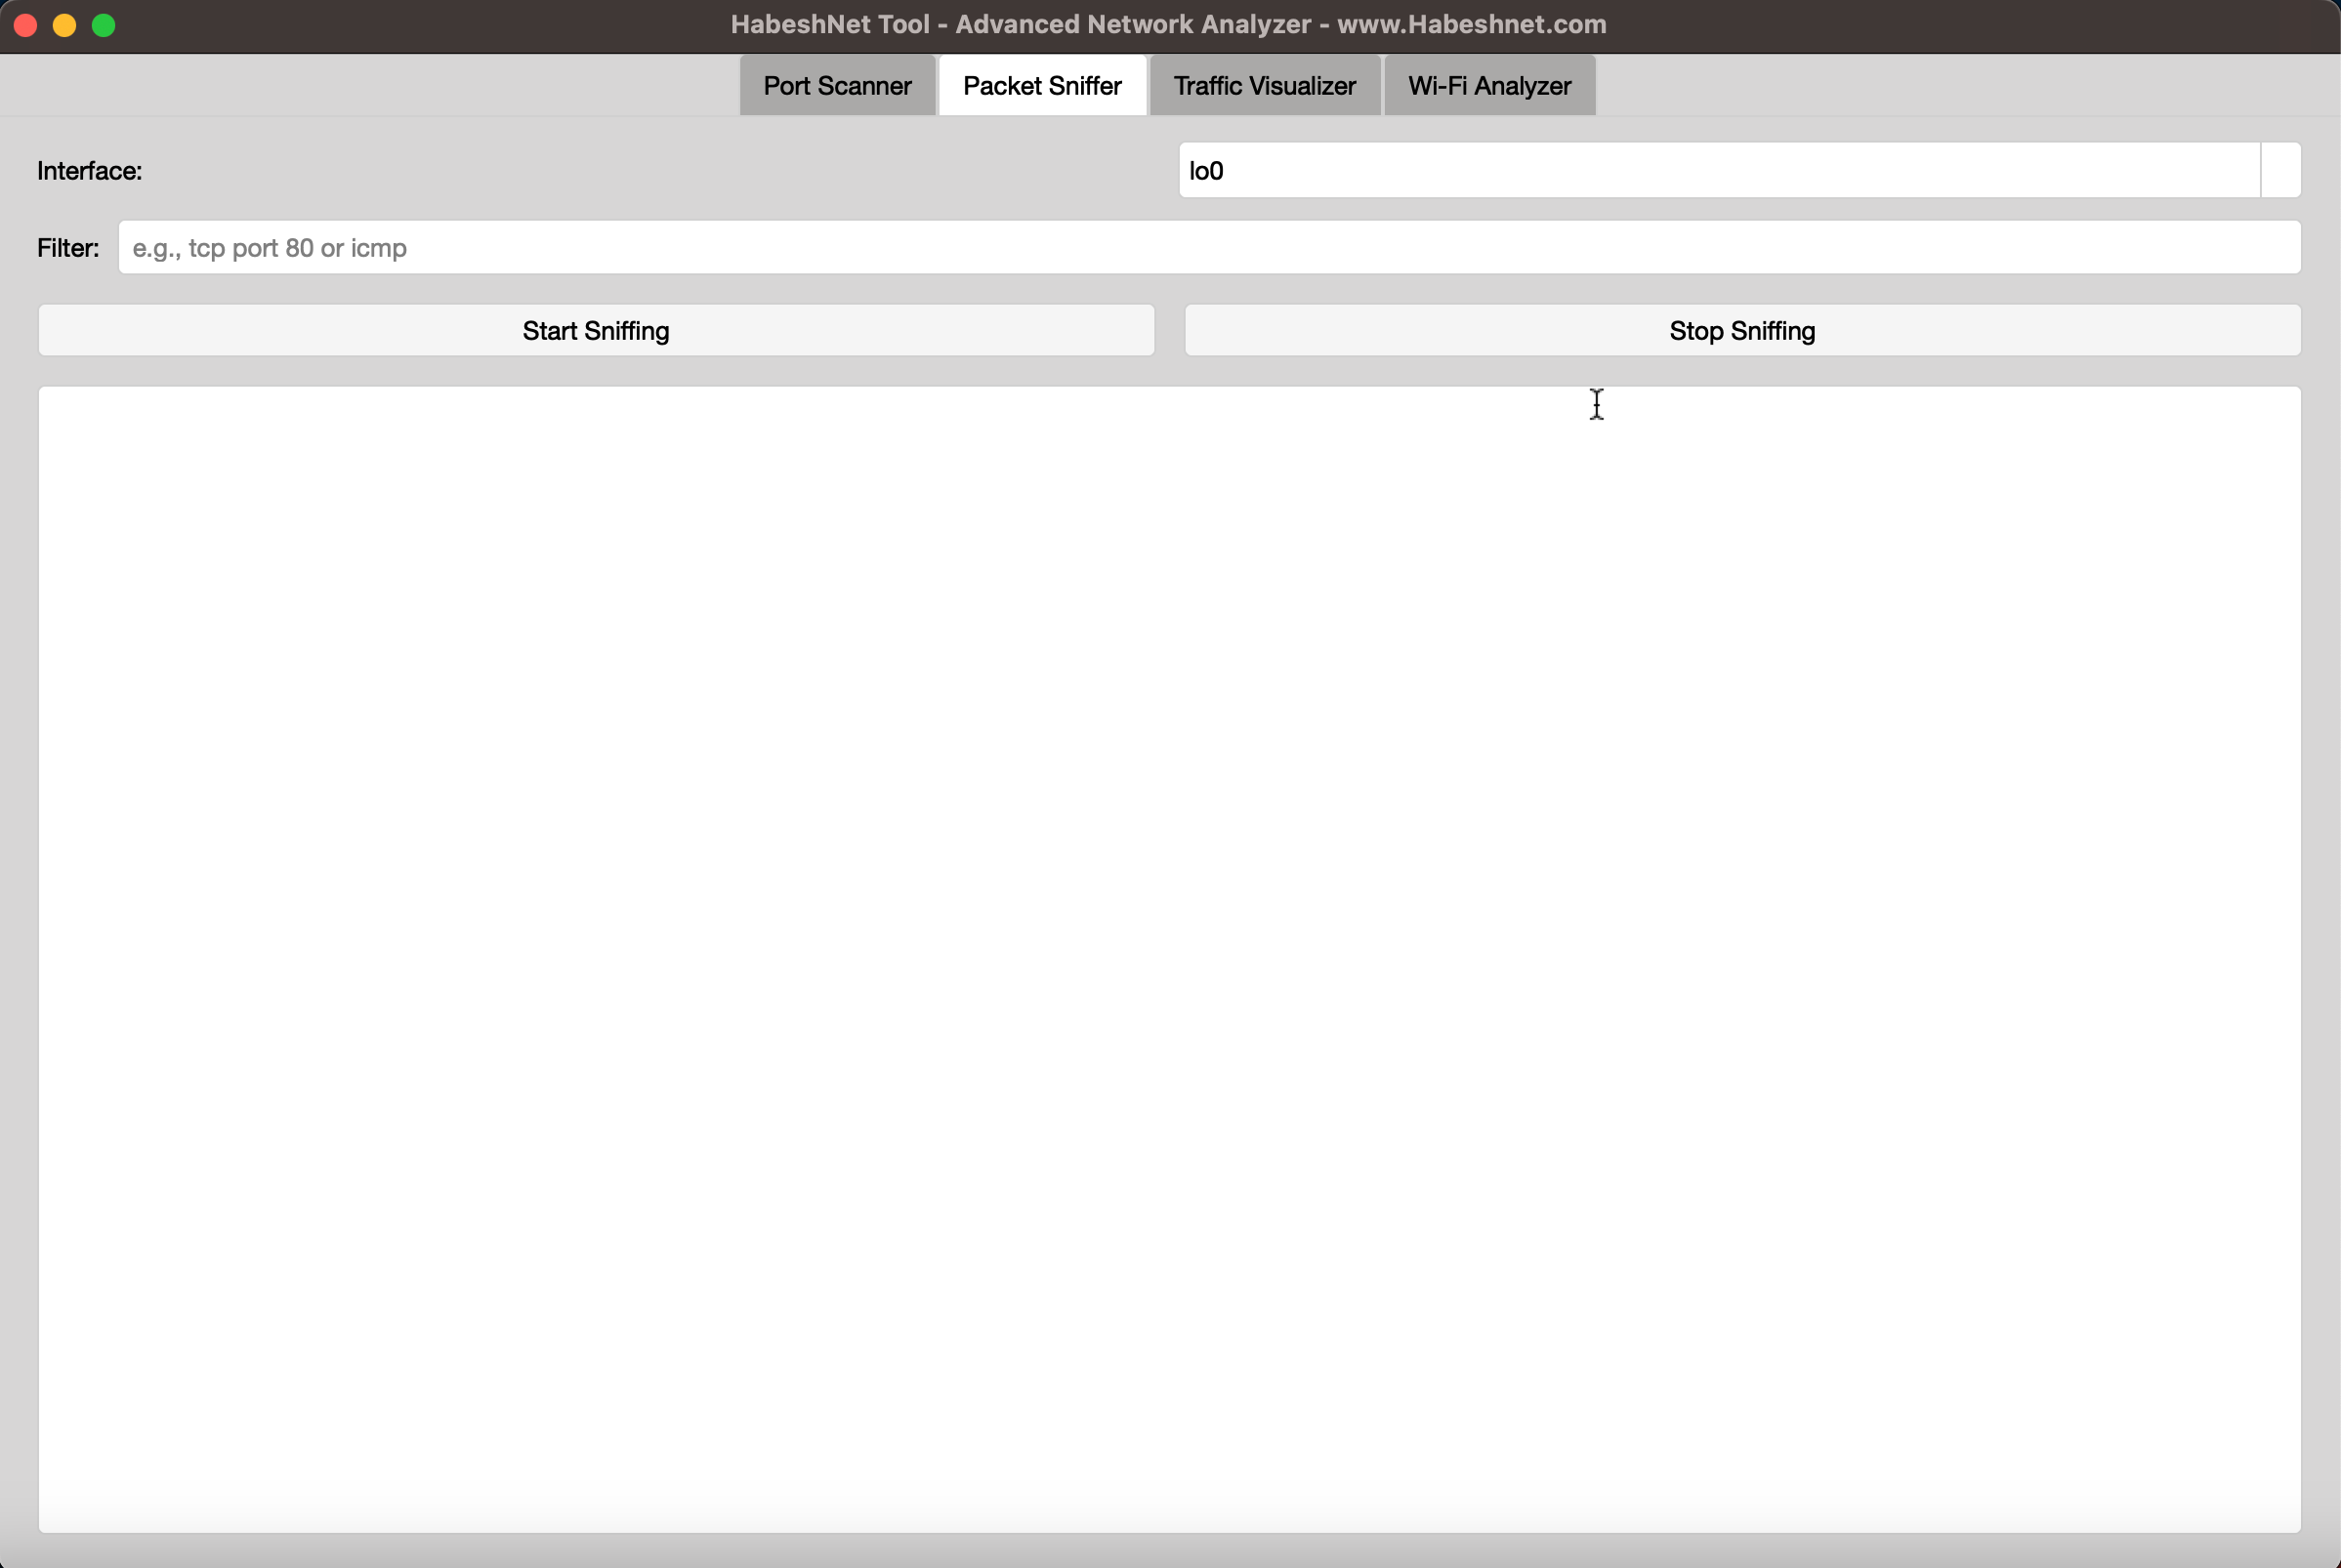 HabeshNet Tool - Advanced Network Analyzer - www.Habeshnet.com
Port Scanner Packet Sniffer Traffic Visualizer Wi-Fi Analyzer
Interface: lo0
Filter: e.g., tcp port 80 or icmp
Start Sniffing Stop Sniffing